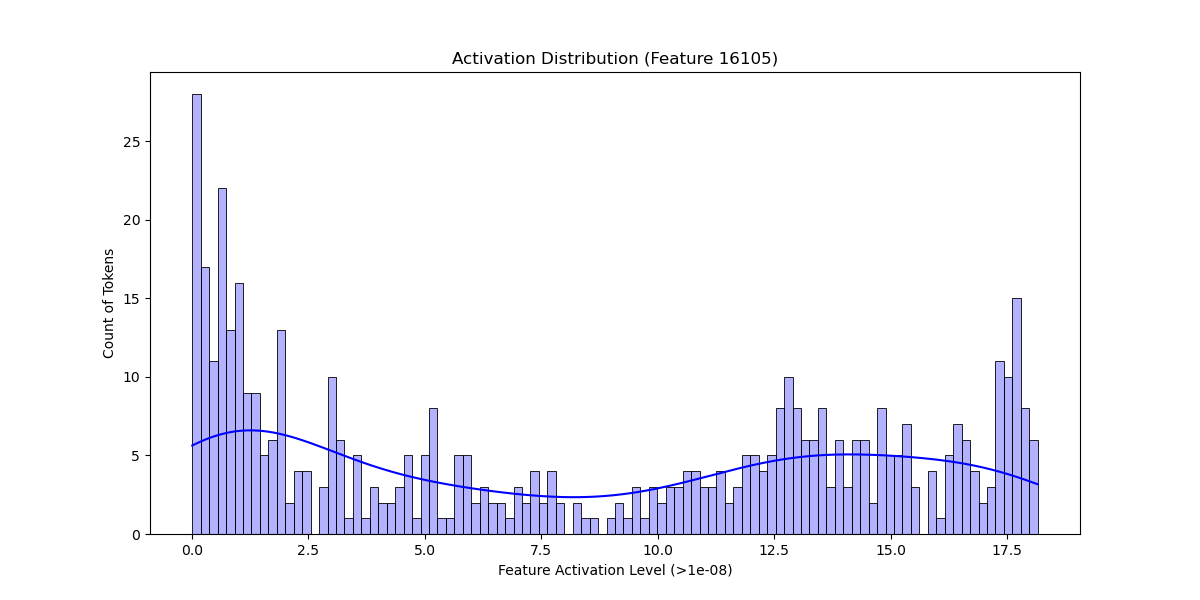 Activation Distribution (Feature 16105)
25
20
15
10
5
0
Count of Tokens
0.0 2.5 5.0 7.5 10.0 12.5 15.0 17.5
Feature Activation Level (>1e-08)